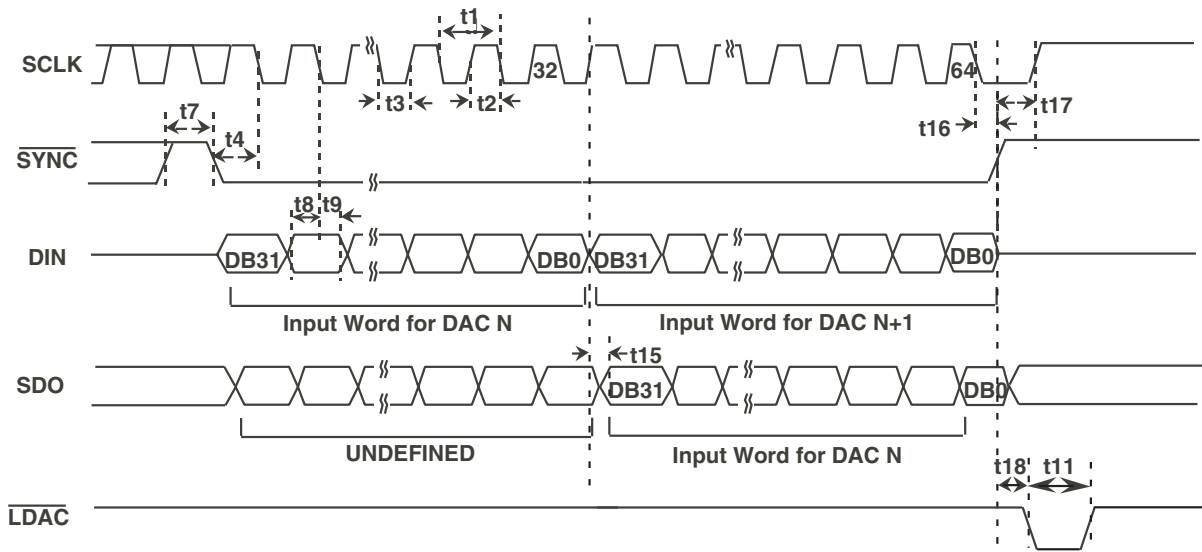 t1
SCLK
32
64
t3
t2
t17
t16
t7
t4
SYNC
t8
t9
DIN
DB31
DB0
DB31
DB0
Input Word for DAC N
Input Word for DAC N+1
t15
SDO
DB31
DB0
UNDEFINED
Input Word for DAC N
t18
t11
LDAC